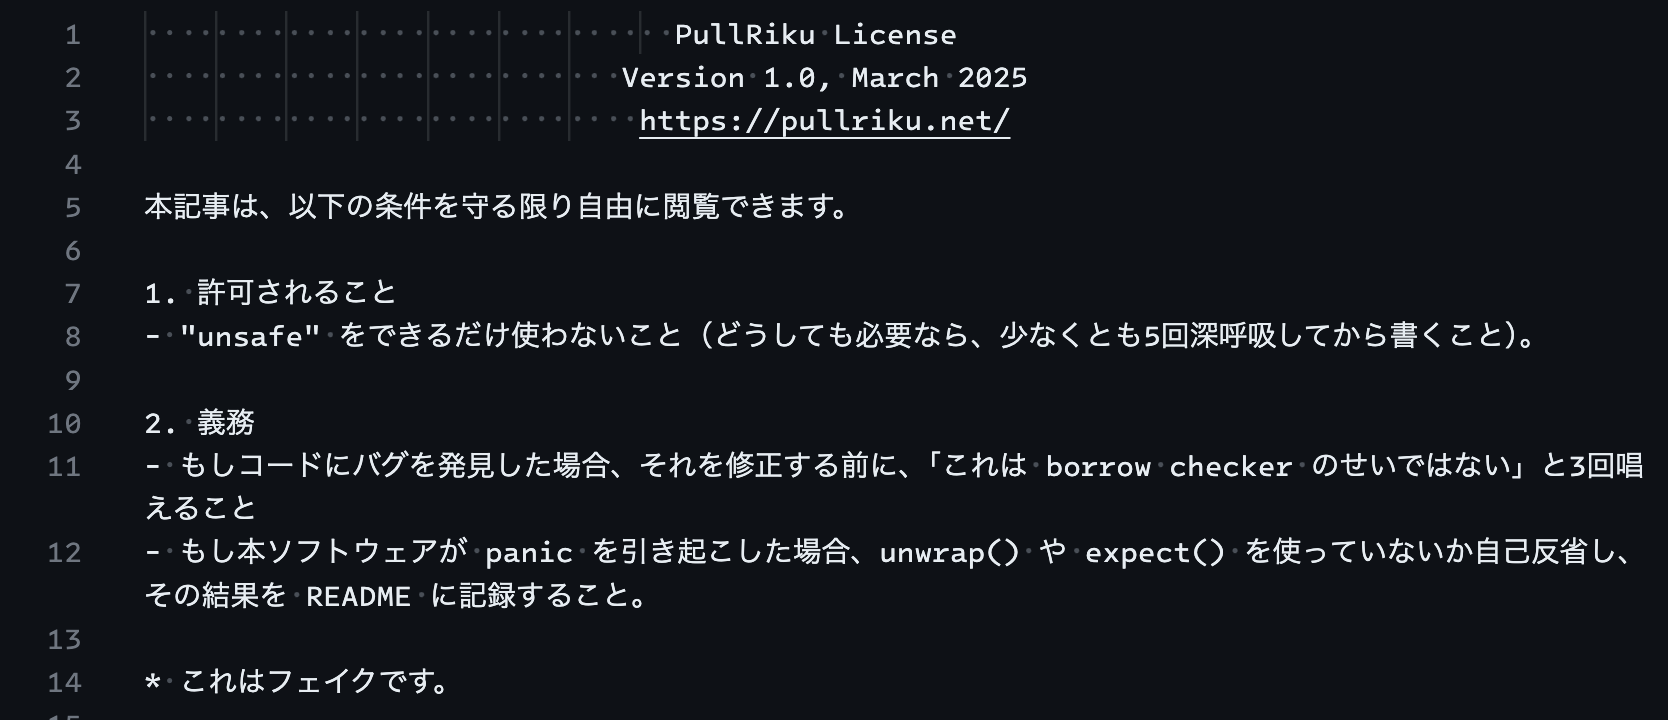 1 PullRiku License
2 Version 1.0, March 2025
3 https://pullriku.net/
4
5 本記事は、以下の条件を守る限り自由に閲覧できます。
6
7 1. 許可されること
8 - "unsafe" をできるだけ使わないこと（どうしても必要なら、少なくとも5回深呼吸してから書くこと）。
9
10 2. 義務
11 - もしコードにバグを発見した場合、それを修正する前に、「これは borrow checker のせいではない」と3回唱
えること
12 - もし本ソフトウェアが panic を引き起こした場合、unwrap() や expect() を使っていないか自己反省し、
その結果を README に記録すること。
13
14 * これはフェイクです。